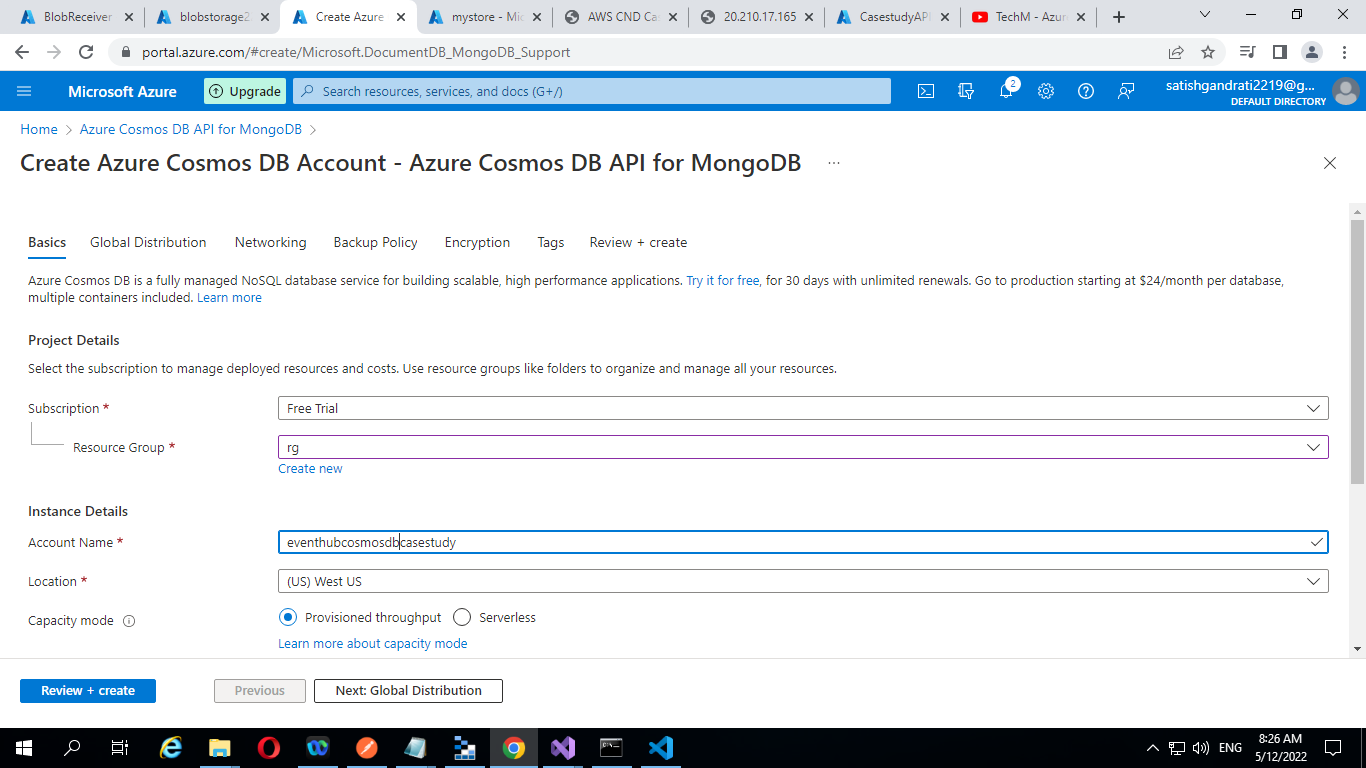 BlobReceiver
blobstorage2
Create Azure
mystore - Mic
AWS CND Ca
20.210.17.165
CasestudyAPI
TechM - Azur
portal.azure.com/#create/Microsoft.DocumentDB_MongoDB_Support
Microsoft Azure
Upgrade
Search resources, services, and docs (G+/)
2
satishgandrati2219@g...
DEFAULT DIRECTORY
Home > Azure Cosmos DB API for MongoDB >
Create Azure Cosmos DB Account - Azure Cosmos DB API for MongoDB ...
Basics Global Distribution Networking Backup Policy Encryption Tags Review + create
Azure Cosmos DB is a fully managed NoSQL database service for building scalable, high performance applications. Try it for free, for 30 days with unlimited renewals. Go to production starting at $24/month per database,
multiple containers included. Learn more
Project Details
Select the subscription to manage deployed resources and costs. Use resource groups like folders to organize and manage all your resources.
Subscription *
Free Trial
Resource Group *
rg
Create new
Instance Details
Account Name *
eventhubcosmosdbcasestudy
Location *
(US) West US
Capacity mode
Provisioned throughput Serverless
Learn more about capacity mode
Review + create
Previous
Next: Global Distribution
ENG
8:26 AM
5/12/2022